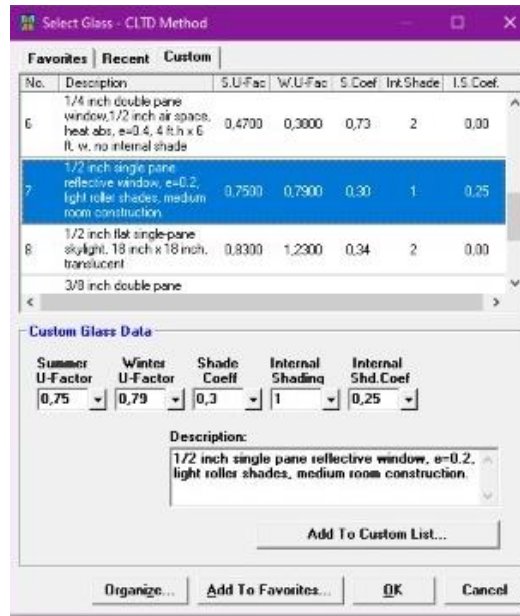 Select Glass - CLTD Method
Favorites Recent Custom
No. Description S.U-Fac W.U-Fac S.Coef Int.Shade I.S.Coef.
1/4 inch double pane
window,1/2 inch air space,
6 heat abs, e=0.4, 4 ft.h x 6 0,4700 0,3800 0,73 2 0,00
ft. w, no internal shade
1/2 inch single pane
reflective window, e=0.2,
7 light roller shades, medium 0,7500 0,7900 0,30 1 0,25
room construction.
1/2 inch flat single-pane
8 skylight, 18 inch x 18 inch, 0,8300 1,2300 0,34 2 0,00
translucent
3/8 inch double pane
Custom Glass Data
Summer Winter Shade Internal Internal
U-Factor U-Factor Coeff Shading Shd.Coef
0,75 0,79 0,3 1 0,25
Description:
1/2 inch single pane reflective window, e=0.2,
light roller shades, medium room construction.
Add To Custom List...
Organize... Add To Favorites... OK Cancel